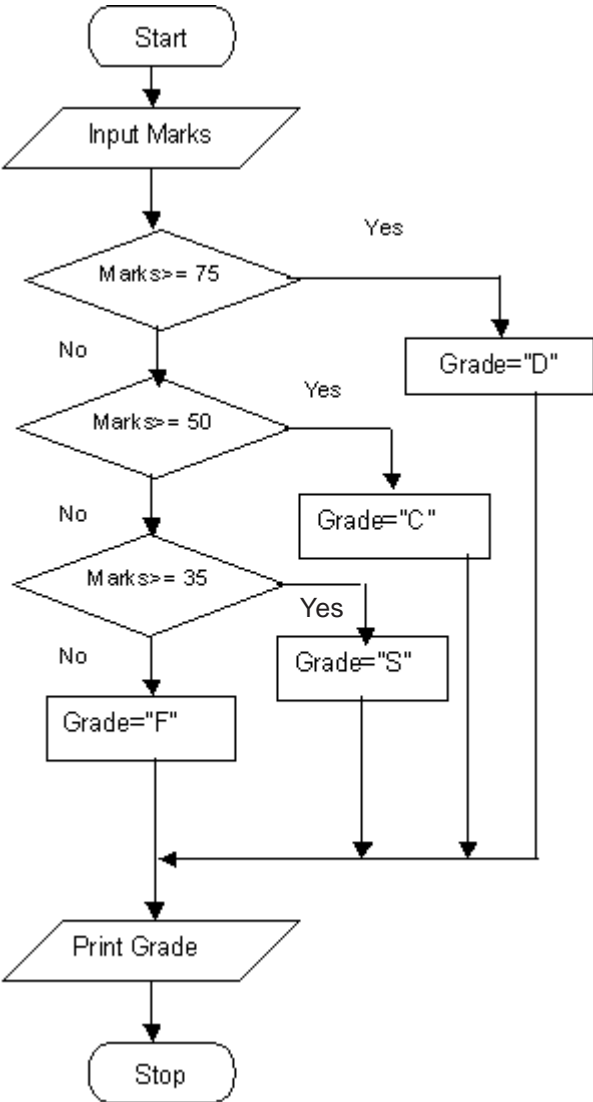 Start
Input Marks
Yes
Marks>= 75
No
Grade="D"
Yes
Marks>= 50
No
Grade="C"
Marks>= 35
Yes
No
Grade="S"
Grade="F"
Print Grade
Stop